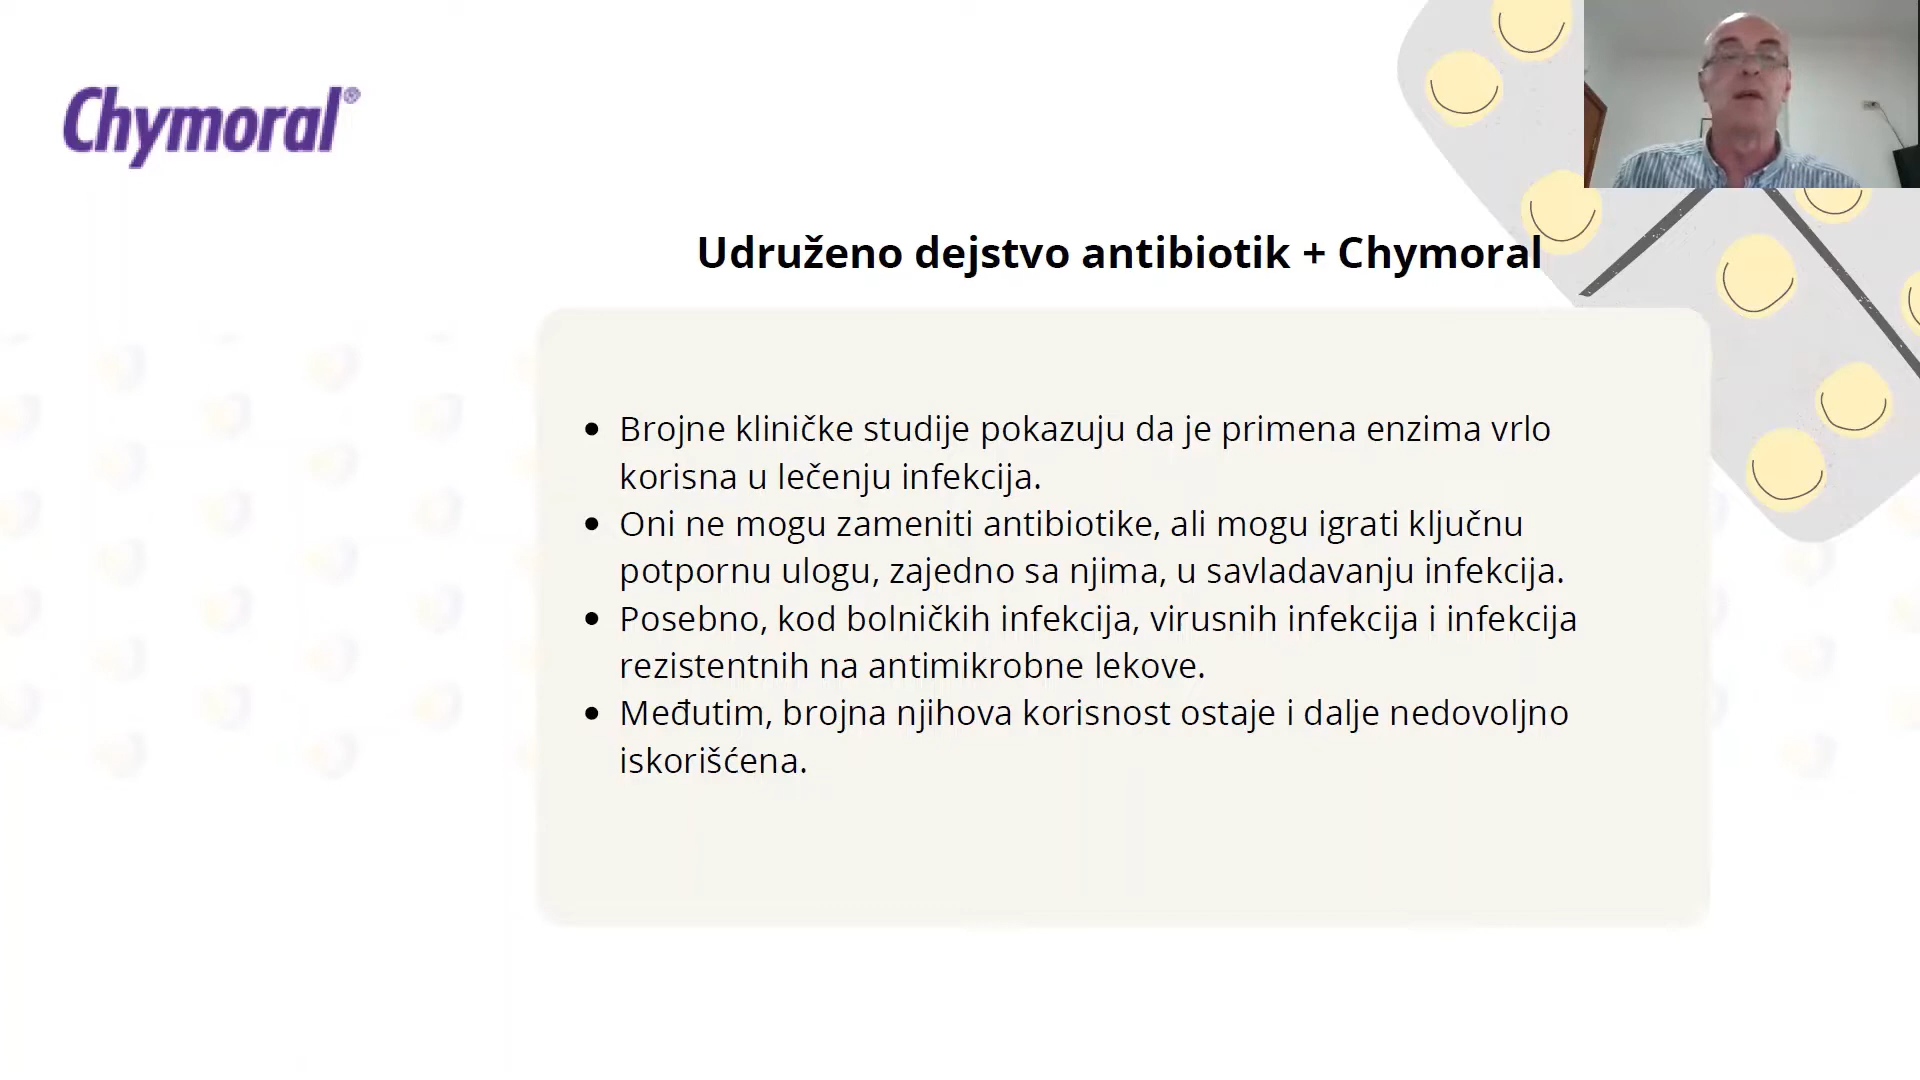 Chymoral®
Udruženo dejstvo antibiotik + Chymoral
• Brojne kliničke studije pokazuju da je primena enzima vrlo
korisna u lečenju infekcija.
• Oni ne mogu zameniti antibiotike, ali mogu igrati ključnu
potpornu ulogu, zajedno sa njima, u savladavanju infekcija.
• Posebno, kod bolničkih infekcija, virusnih infekcija i infekcija
rezistentnih na antimikrobne lekove.
• Međutim, brojna njihova korisnost ostaje i dalje nedovoljno
iskorišćena.